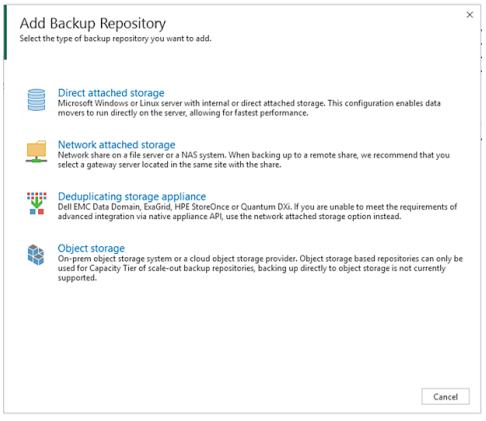 Add Backup Repository
Select the type of backup repository you want to add.
Direct attached storage
Microsoft Windows or Linux server with internal or direct attached storage. This configuration enables data
movers to run directly on the server, allowing for fastest performance.
Network attached storage
Network share on a file server or a NAS system. When backing up to a remote share, we recommend that you
select a gateway server located in the same site with the share.
Deduplicating storage appliance
Dell EMC Data Domain, ExaGrid, HPE StoreOnce or Quantum DXi. If you are unable to meet the requirements of
advanced integration via native appliance API, use the network attached storage option instead.
Object storage
On-prem object storage system or a cloud object storage provider. Object storage based repositories can only be
used for Capacity Tier of scale-out backup repositories, backing up directly to object storage is not currently
supported.
Cancel